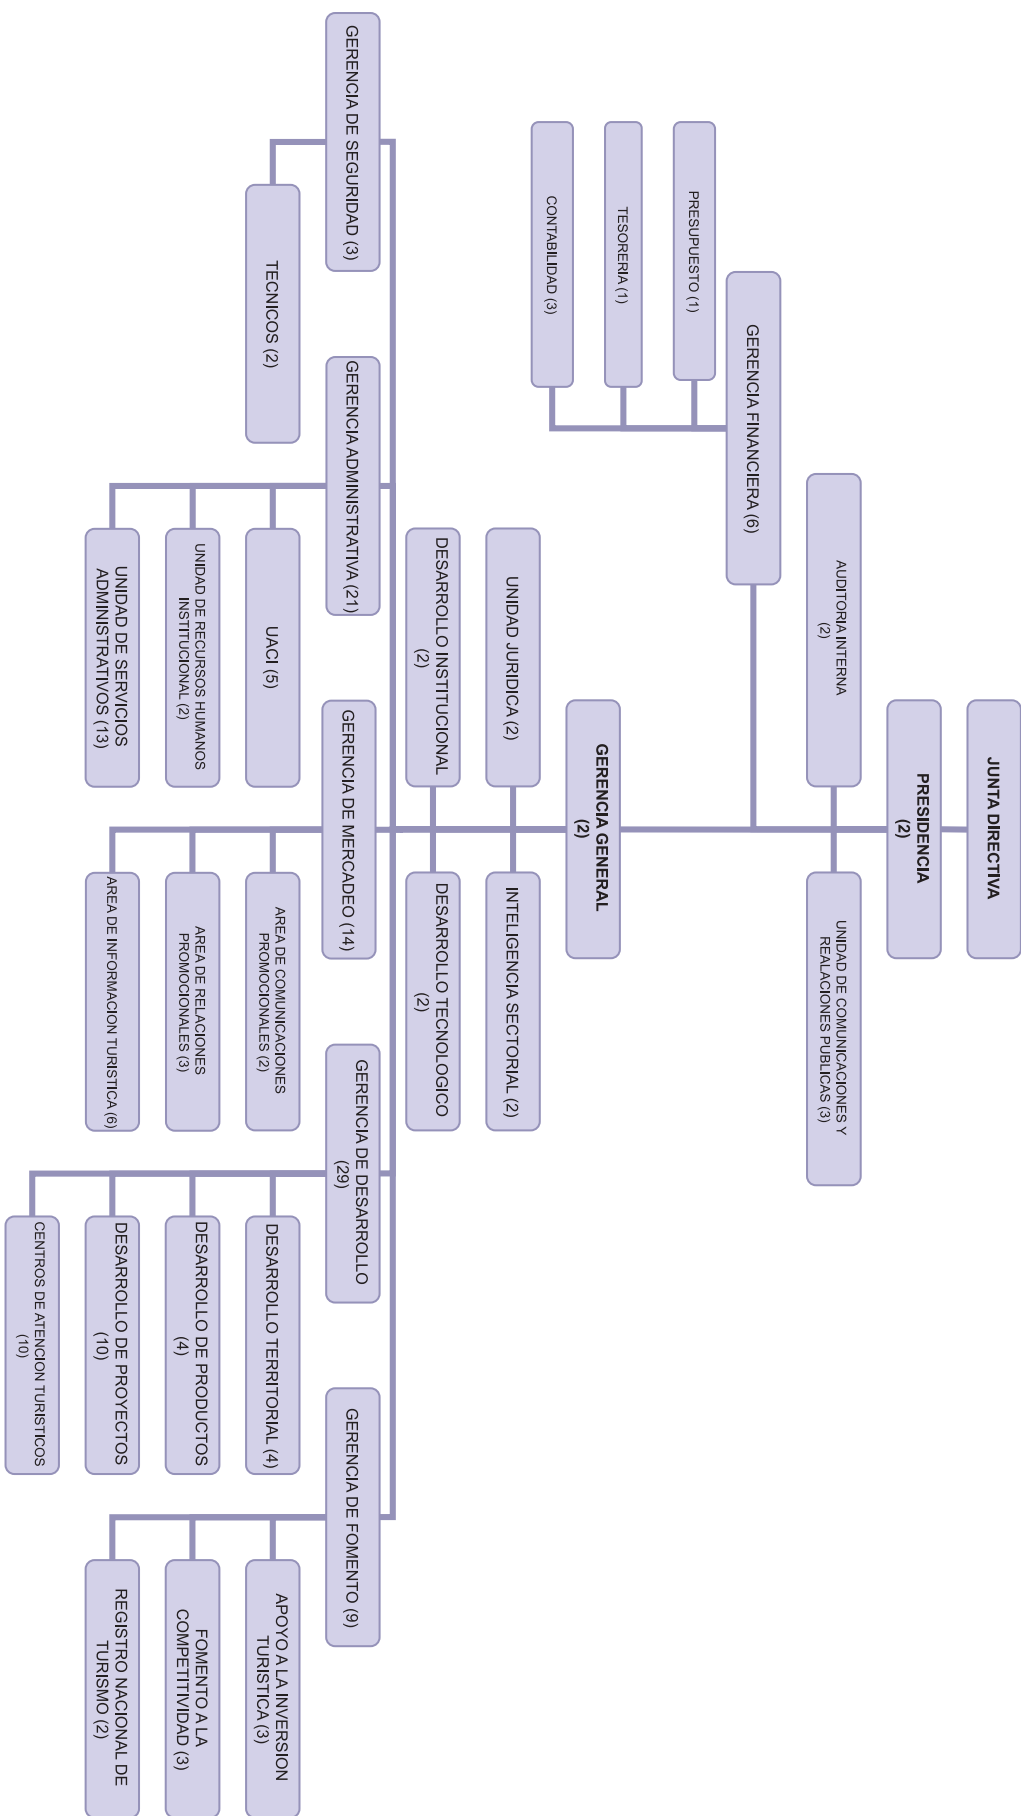 JUNTA DIRECTIVA
PRESIDENCIA
(2)
AUDITORIA INTERNA
(2)
UNIDAD DE COMUNICACIONES Y
REALACIONES PUBLICAS (3)
GERENCIA FINANCIERA (6)
PRESUPUESTO (1)
TESORERIA (1)
CONTABILIDAD (3)
GERENCIA GENERAL
(2)
UNIDAD JURIDICA (2)
INTELIGENCIA SECTORIAL (2)
DESARROLLO INSTITUCIONAL
(2)
DESARROLLO TECNOLOGICO
(2)
GERENCIA DE SEGURIDAD (3)
TECNICOS (2)
GERENCIA ADMINISTRATIVA (21)
UACI (5)
UNIDAD DE RECURSOS HUMANOS
INSTITUCIONAL (2)
UNIDAD DE SERVICIOS
ADMINISTRATIVOS (13)
GERENCIA DE MERCADEO (14)
AREA DE COMUNICACIONES
PROMOCIONALES (2)
AREA DE RELACIONES
PROMOCIONALES (3)
AREA DE INFORMACION TURISTICA (6)
GERENCIA DE DESARROLLO
(29)
DESARROLLO TERRITORIAL (4)
DESARROLLO DE PRODUCTOS
(4)
DESARROLLO DE PROYECTOS
(10)
CENTROS DE ATENCION TURISTICOS
(10)
GERENCIA DE FOMENTO (9)
APOYO A LA INVERSION
TURISTICA (3)
FOMENTO A LA
COMPETITIVIDAD (3)
REGISTRO NACIONAL DE
TURISMO (2)